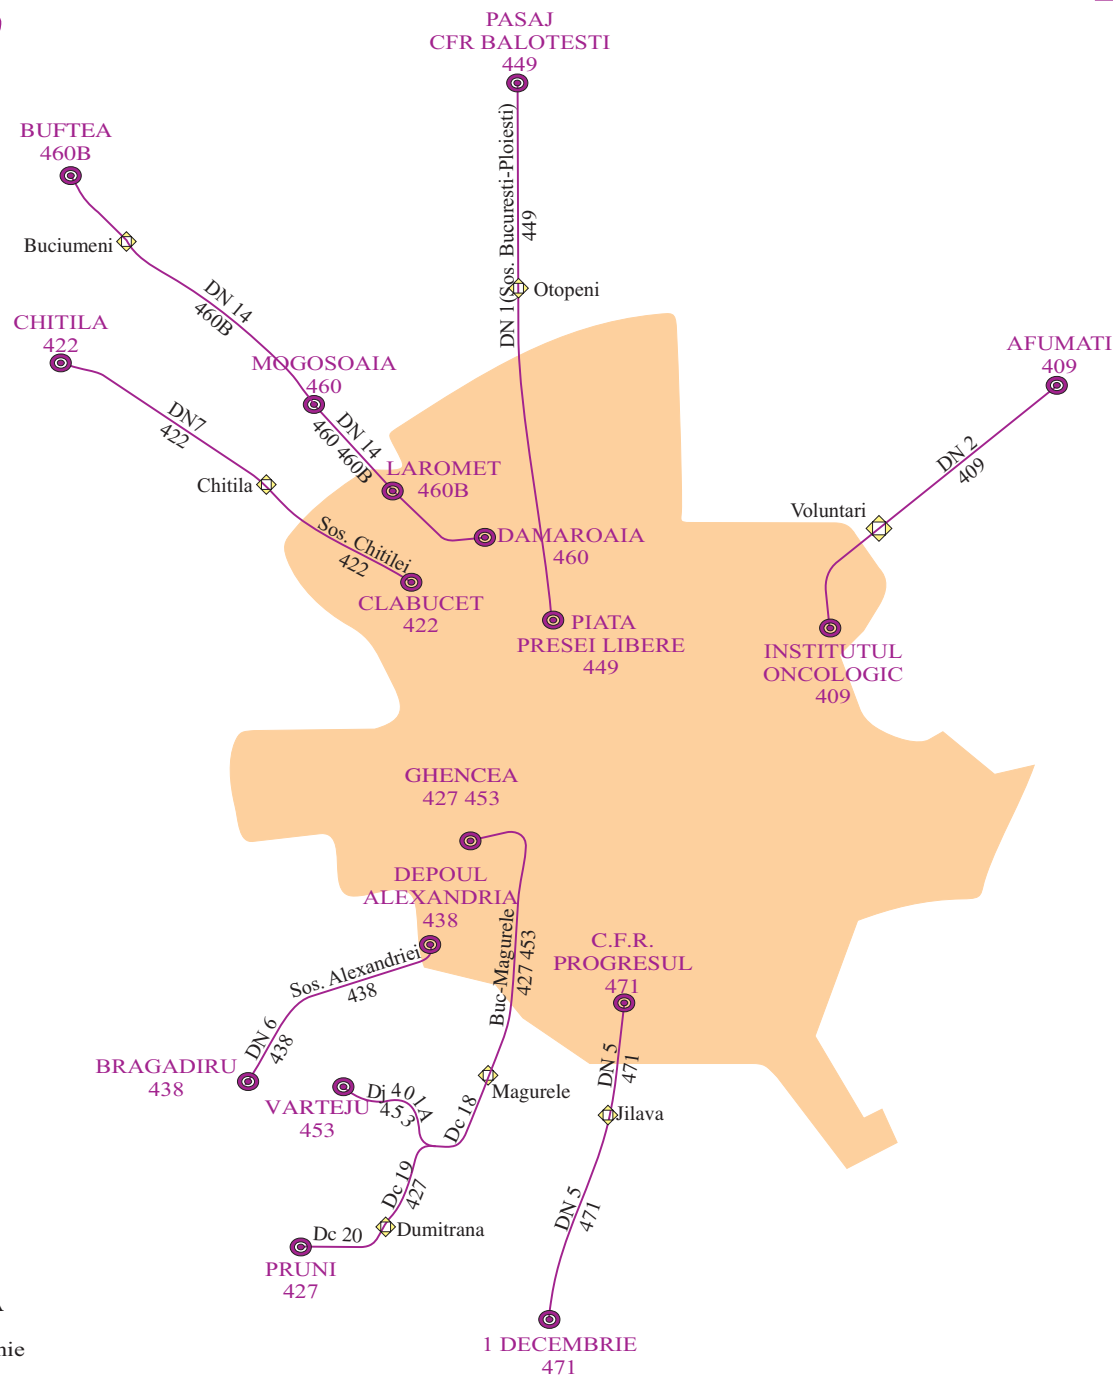 PASAJ
CFR BALOTESTI
449
BUFTEA
460B
Buciumeni
DN 1(Sos. Bucuresti-Ploiesti)
449
Otopeni
DN 14
460B
CHITILA
422
MOGOSOAIA
460
AFUMATI
409
DN7
422
DN 14
460 460B
DN 2
409
LAROMET
460B
Chitila
Voluntari
Sos. Chitilei
422
DAMAROAIA
460
CLABUCET
422
PIATA
PRESEI LIBERE
449
INSTITUTUL
ONCOLOGIC
409
GHENCEA
427 453
DEPOUL
ALEXANDRIA
438
Buc-Magurele
427 453
C.F.R.
PROGRESUL
471
Sos. Alexandriei
438
DN 6
438
BRAGADIRU
438
VARTEJU
453
Dj 401A
453
Dc 18
Magurele
DN 5
471
Jilava
Dc 19
427
Dc 20
Dumitrana
DN 5
471
PRUNI
427
1 DECEMBRIE
471